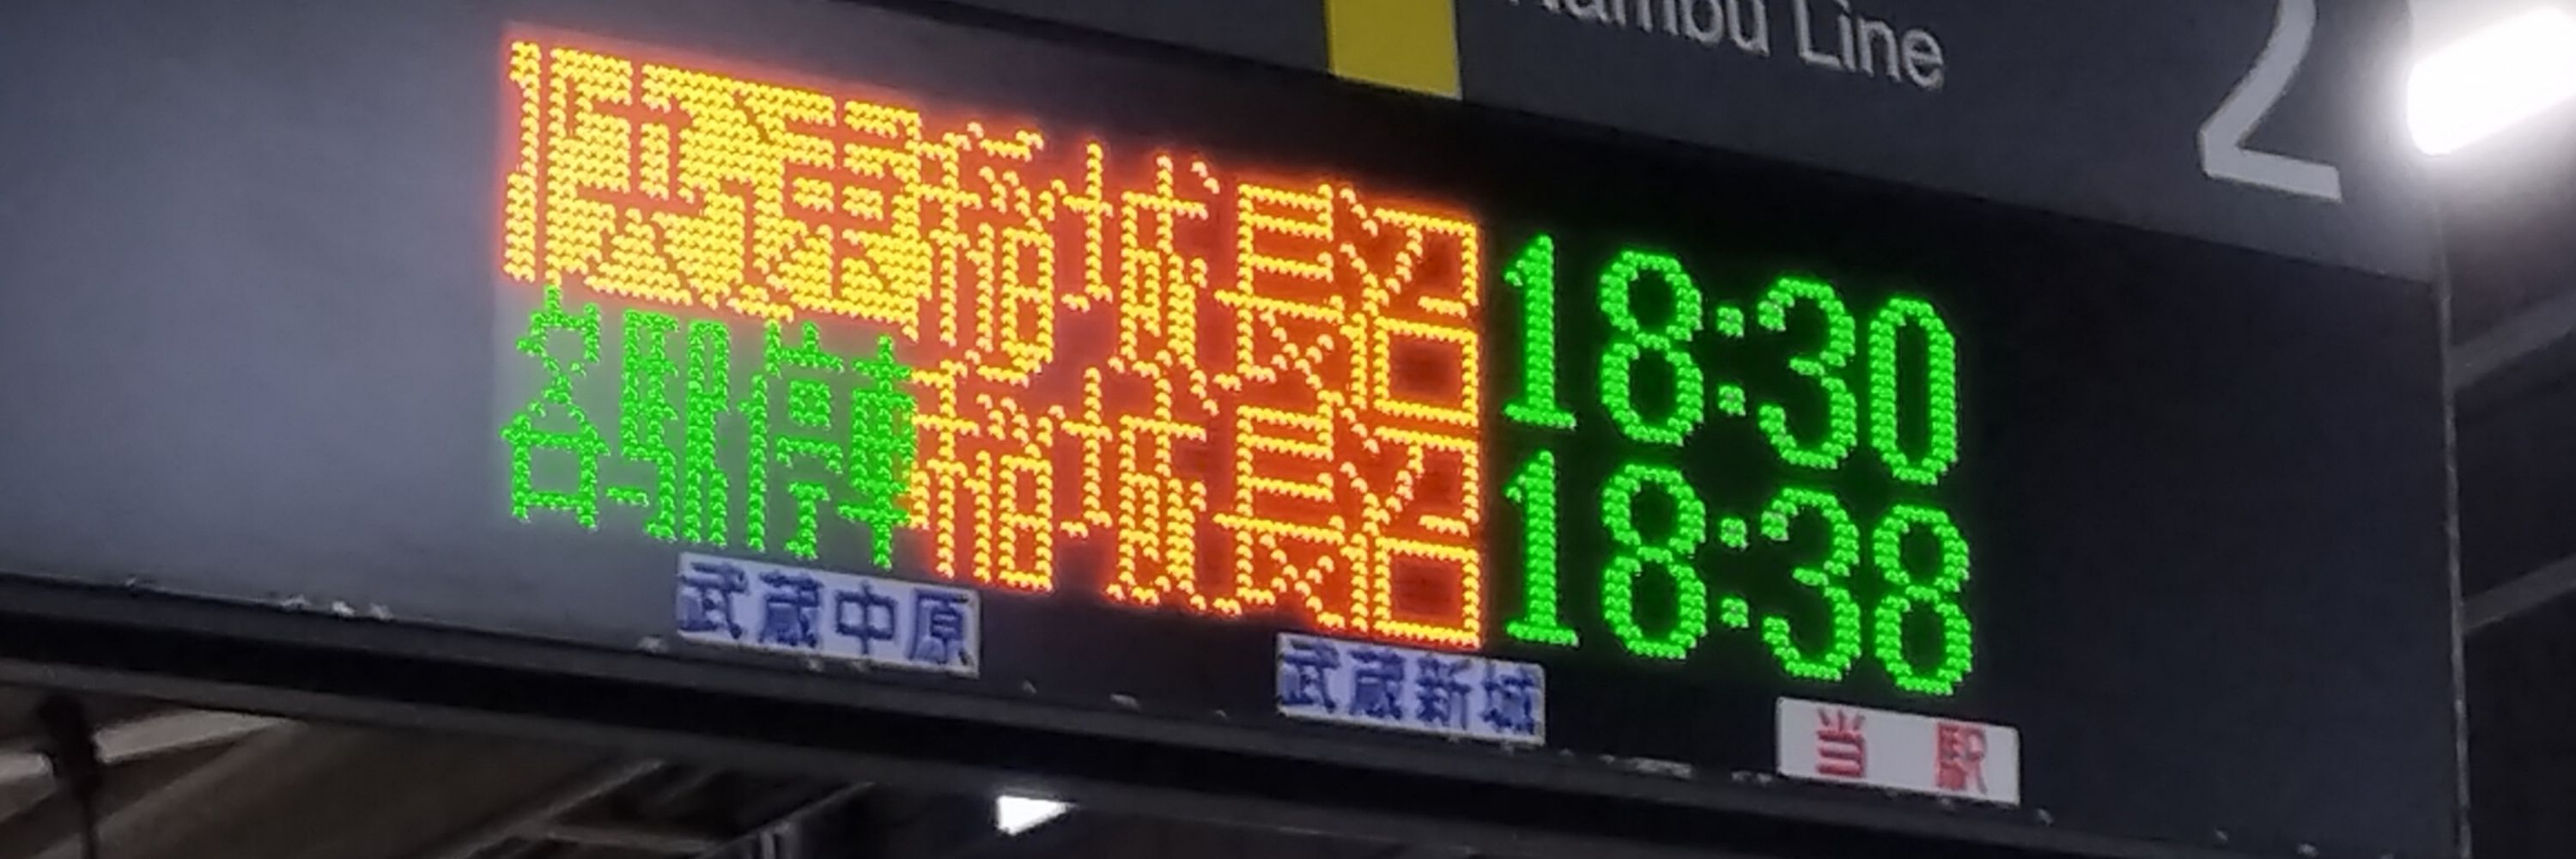 Nambu Line 2
快速 稲城長沼 18:30
各駅停車 稲城長沼 18:38
武蔵中原 武蔵新城 当駅